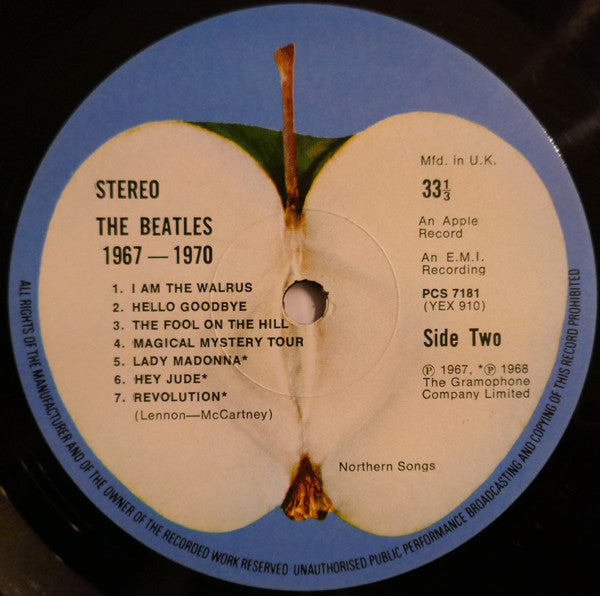 STEREO
THE BEATLES
1967 — 1970
1. I AM THE WALRUS
2. HELLO GOODBYE
3. THE FOOL ON THE HILL
4. MAGICAL MYSTERY TOUR
5. LADY MADONNA*
6. HEY JUDE*
7. REVOLUTION*
(Lennon—McCartney)
Mfd. in U.K.
33⅓
An Apple
Record
An E.M.I.
Recording
PCS 7181
(YEX 910)
Side Two
℗ 1967, *℗ 1968
The Gramophone
Company Limited
Northern Songs
ALL RIGHTS OF THE MANUFACTURER AND OF THE OWNER OF THE RECORDED WORK RESERVED UNAUTHORISED PUBLIC PERFORMANCE BROADCASTING AND COPYING OF THIS RECORD PROHIBITED